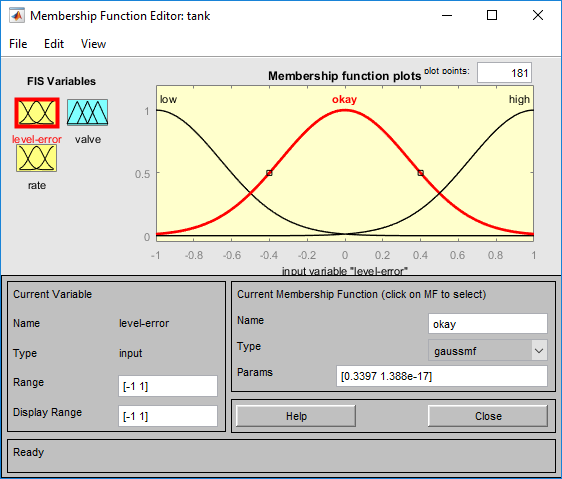 Membership Function Editor: tank
File Edit View
FIS Variables
level-error valve
rate
Membership function plots plot points: 181
low okay high
1
0.5
0
-1 -0.8 -0.6 -0.4 -0.2 0 0.2 0.4 0.6 0.8 1
input variable "level-error"
Current Variable
Name level-error
Type input
Range [-1 1]
Display Range [-1 1]
Current Membership Function (click on MF to select)
Name okay
Type gaussmf
Params [0.3397 1.388e-17]
Help Close
Ready